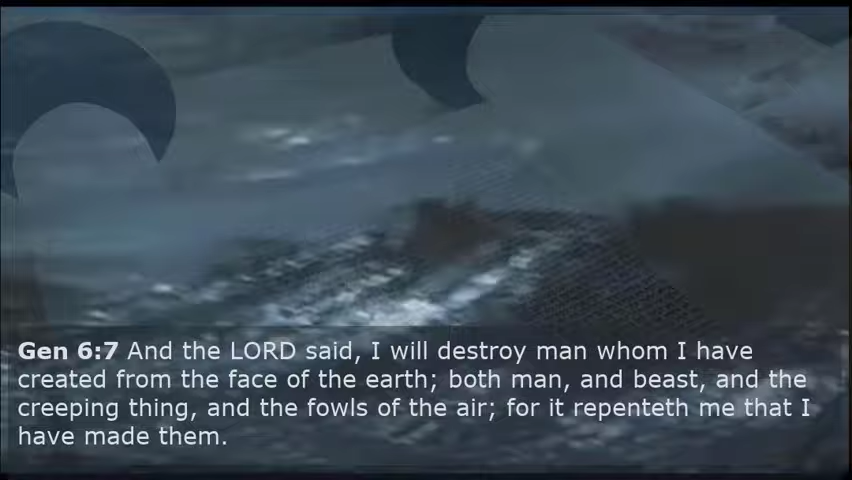 Gen 6:7 And the LORD said, I will destroy man whom I have
created from the face of the earth; both man, and beast, and the
creeping thing, and the fowls of the air; for it repenteth me that I
have made them.